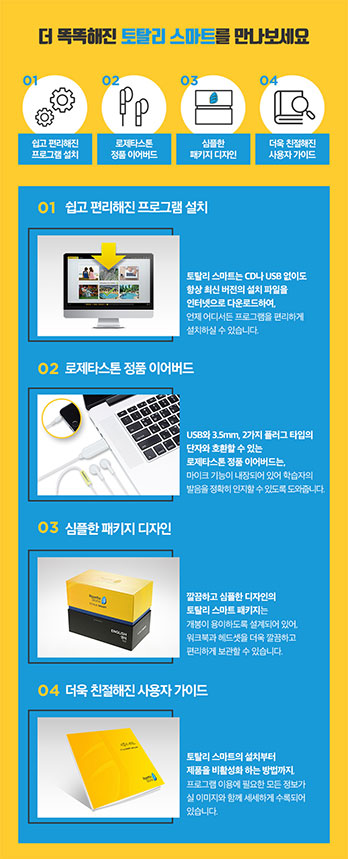 더 똑똑해진 토탈리 스마트를 만나보세요
01
02
03
04
쉽고 편리해진
프로그램 설치
로제타스톤
정품 이어버드
심플한
패키지 디자인
더욱 친절해진
사용자 가이드
01 쉽고 편리해진 프로그램 설치
토탈리 스마트는 CD나 USB 없이도
항상 최신 버전의 설치 파일을
인터넷으로 다운로드하여,
언제 어디서든 프로그램을 편리하게
설치하실 수 있습니다.
02 로제타스톤 정품 이어버드
USB와 3.5mm, 2가지 플러그 타입의
단자와 호환할 수 있는
로제타스톤 정품 이어버드는,
마이크 기능이 내장되어 있어 학습자의
발음을 정확히 인지할 수 있도록 도와줍니다.
03 심플한 패키지 디자인
ENGLISH
깔끔하고 심플한 디자인의
토탈리 스마트 패키지는
개봉이 용이하도록 설계되어 있어,
워크북과 헤드셋을 더욱 깔끔하고
편리하게 보관할 수 있습니다.
04 더욱 친절해진 사용자 가이드
토탈리 스마트의 설치부터
제품을 비활성화 하는 방법까지,
프로그램 이용에 필요한 모든 정보가
실 이미지와 함께 세세하게 수록되어
있습니다.